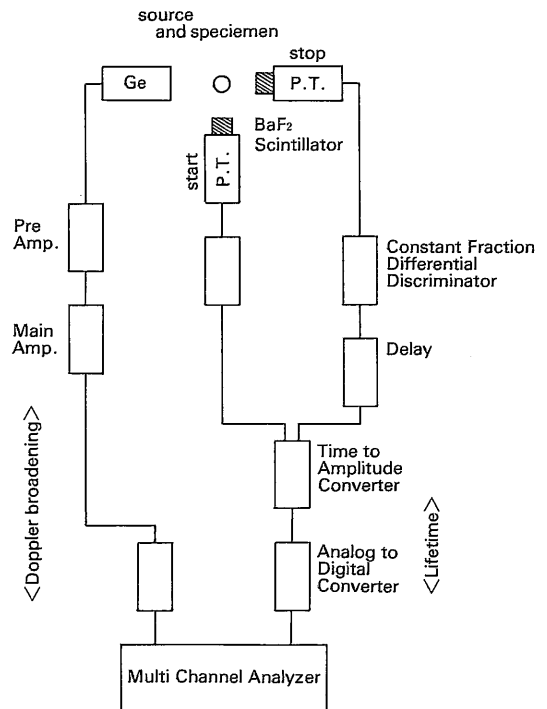 source
and speciemen
stop
Ge
P.T.
BaF₂
Scintillator
start
P.T.
Pre
Amp.
Constant Fraction
Differential
Discriminator
Main
Amp.
Delay
<Doppler broadening>
Time to
Amplitude
Converter
<Lifetime>
Analog to
Digital
Converter
Multi Channel Analyzer